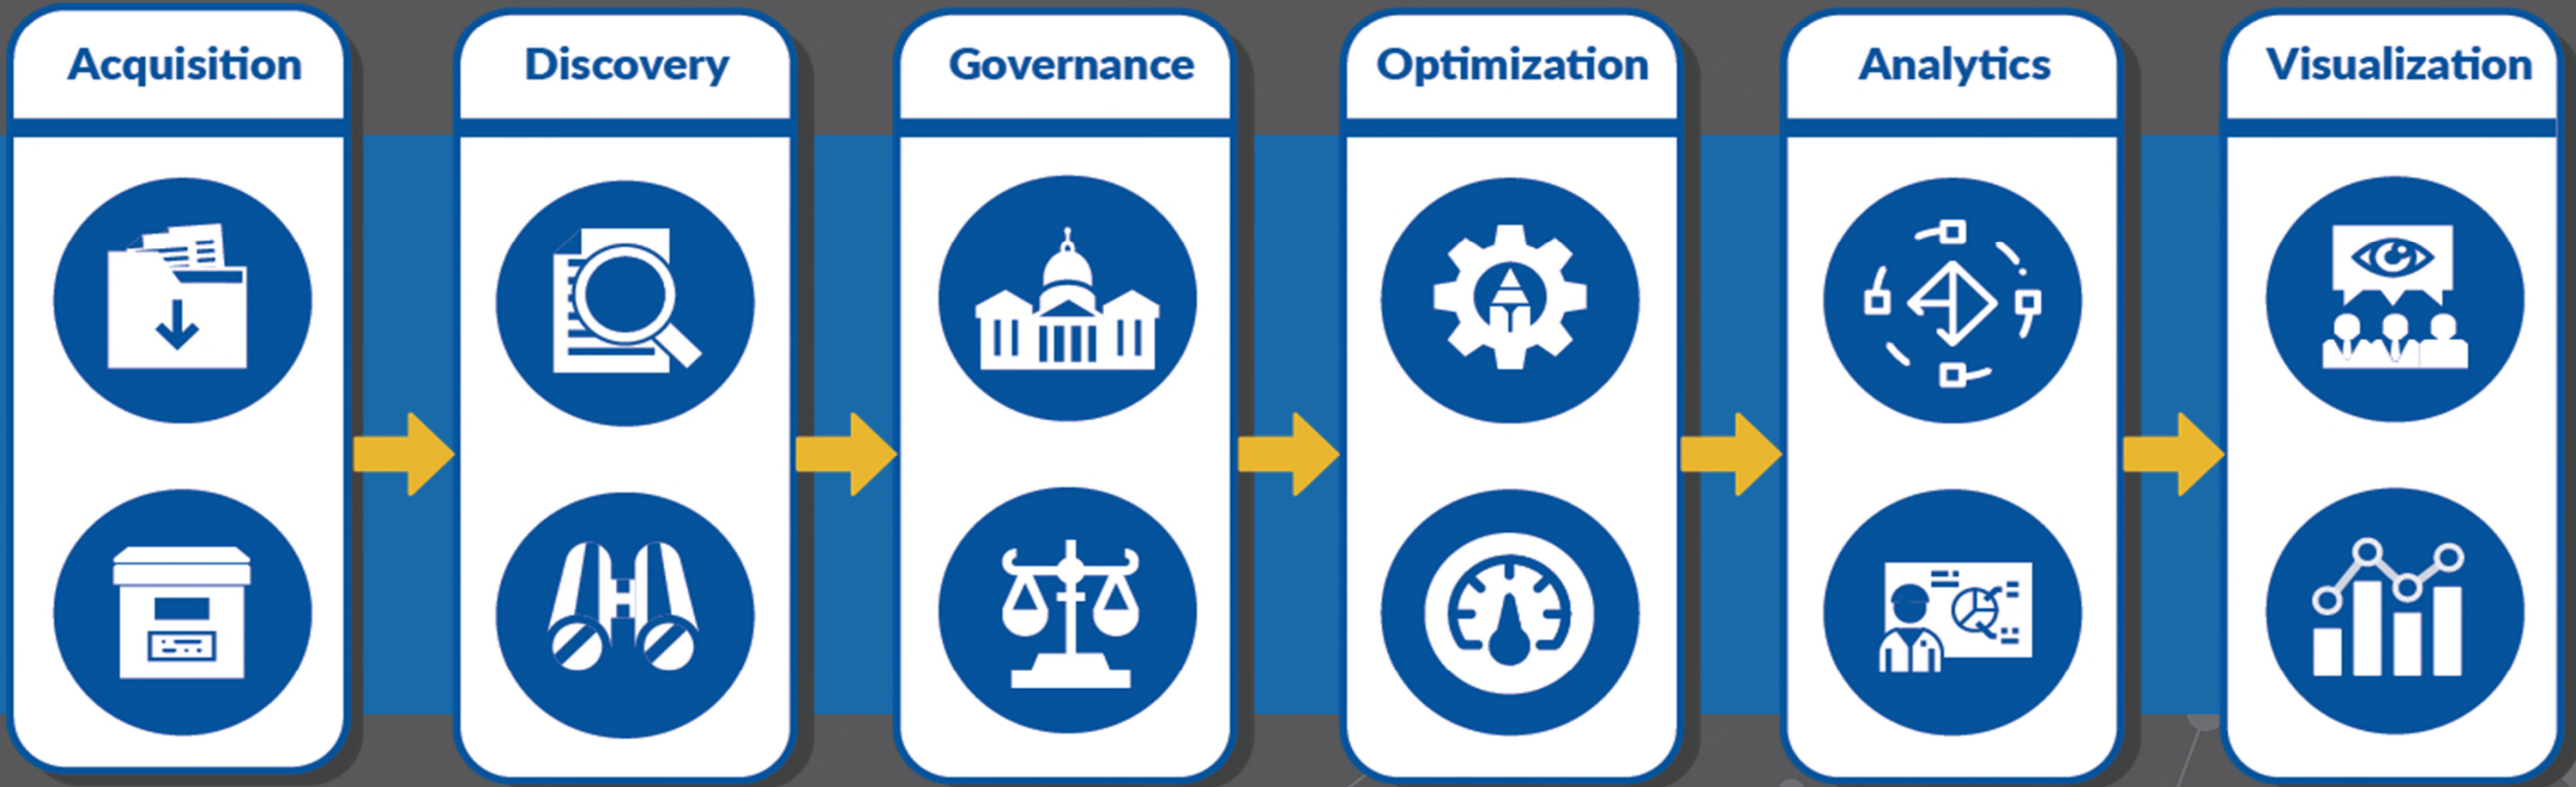 Acquisition
Discovery
Governance
Optimization
Analytics
Visualization